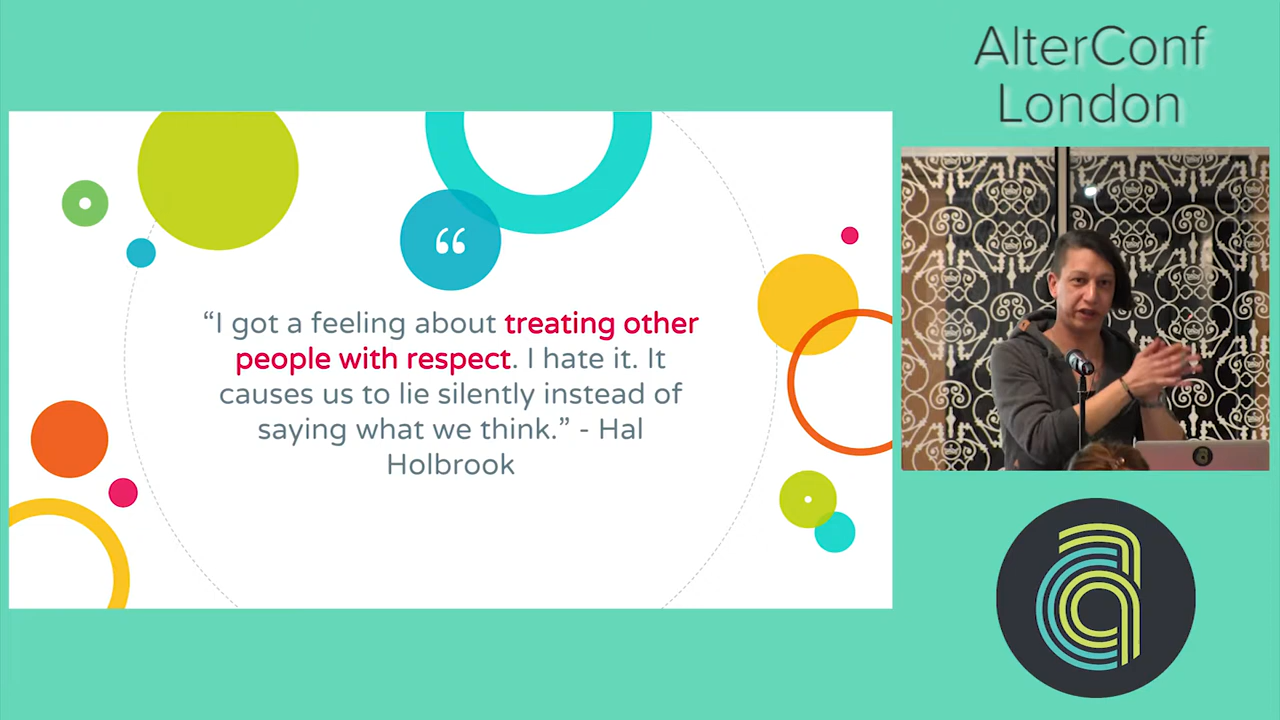 AlterConf
London
“
“I got a feeling about treating other
people with respect. I hate it. It
causes us to lie silently instead of
saying what we think.” - Hal
Holbrook